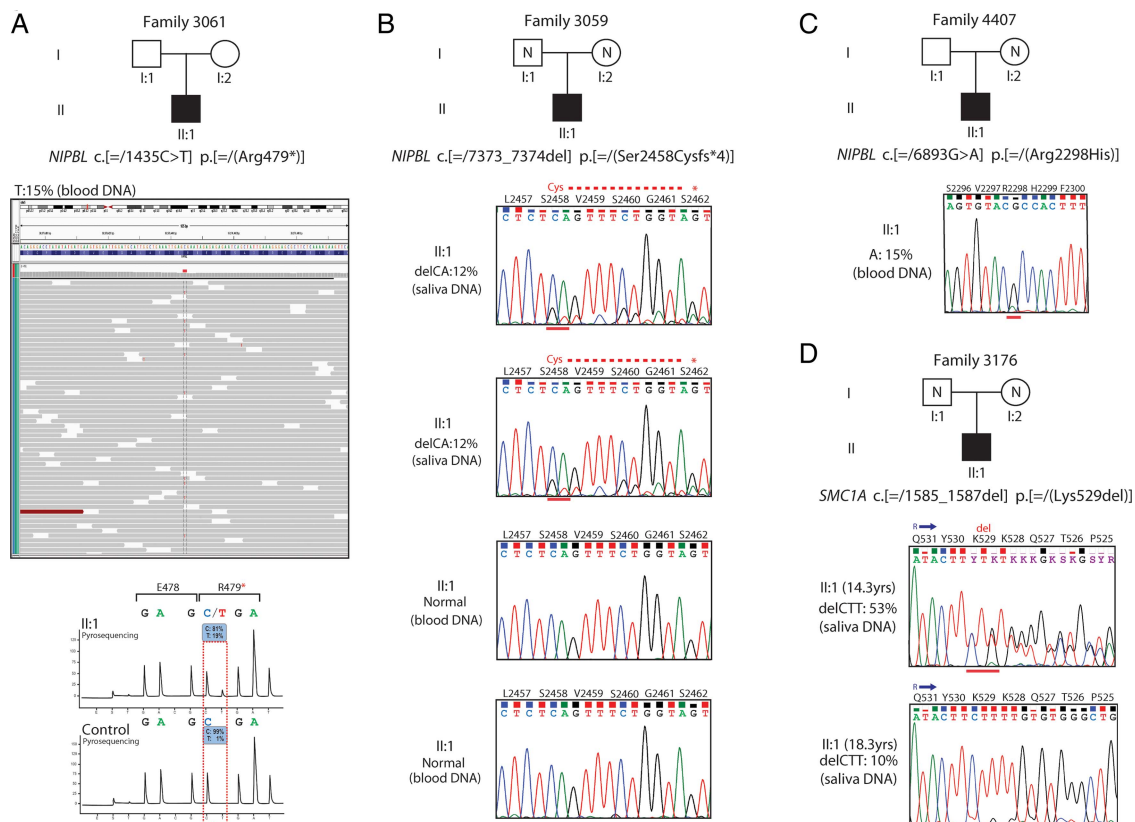 A
Family 3061
I
I:1
I:2
II
II:1
NIPBL c.[=/1435C>T] p.[=/(Arg479*)]
T:15% (blood DNA)
E478
R479*
G A G C/T G A
II:1
Pyrosequencing
C: 81%
T: 19%
Control
Pyrosequencing
G A G C G A
C: 99%
T: 1%
B
Family 3059
I
N
N
I:1
I:2
II
II:1
NIPBL c.[=/7373_7374del] p.[=/(Ser2458Cysfs*4)]
Cys *
L2457 S2458 V2459 S2460 G2461 S2462
C T C T C A G T T T C T G G T A G T
II:1
delCA:12%
(saliva DNA)
Cys *
L2457 S2458 V2459 S2460 G2461 S2462
C T C T C A G T T T C T G G T A G T
II:1
delCA:12%
(saliva DNA)
L2457 S2458 V2459 S2460 G2461 S2462
C T C T C A G T T T C T G G T A G T
II:1
Normal
(blood DNA)
L2457 S2458 V2459 S2460 G2461 S2462
C T C T C A G T T T C T G G T A G T
II:1
Normal
(blood DNA)
C
Family 4407
N
I:1
I:2
II:1
NIPBL c.[=/6893G>A] p.[=/(Arg2298His)]
S2296 V2297 R2298 H2299 F2300
A G T G T A C G C C A C T T T
II:1
A: 15%
(blood DNA)
D
Family 3176
I
N
N
I:1
I:2
II
II:1
SMC1A c.[=/1585_1587del] p.[=/(Lys529del)]
R
del
Q531 Y530 K529 K528 Q527 T526 P525
A T A C T T Y T K T K K K G K S K G S Y R
II:1 (14.3yrs)
delCTT: 53%
(saliva DNA)
R
Q531 Y530 K529 K528 Q527 T526 P525
A T A C T T C T T T T G T G T G G G C T G
II:1 (18.3yrs)
delCTT: 10%
(saliva DNA)